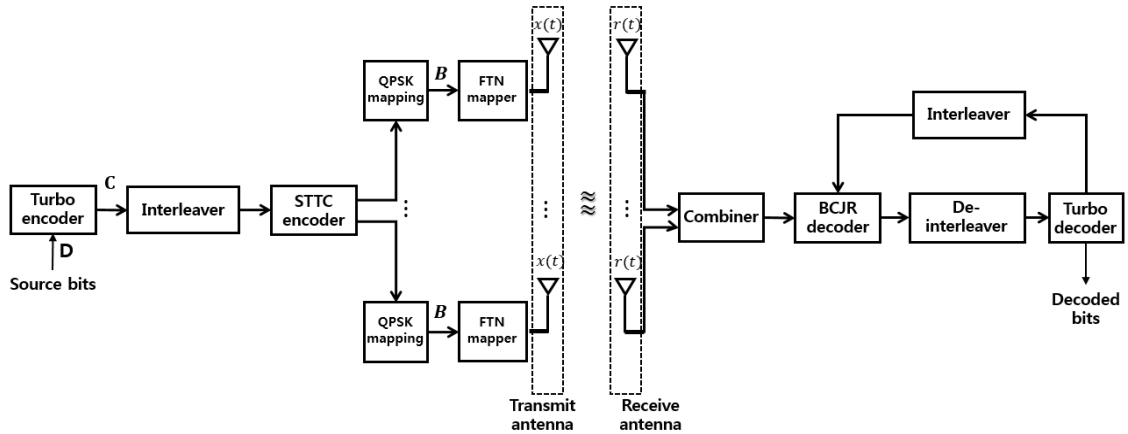 x(t)
r(t)
QPSK
mapping
B
FTN
mapper
Interleaver
C
Turbo
encoder
Interleaver
STTC
encoder
⋮
⋮
≈
≈
⋮
Combiner
BCJR
decoder
De-
interleaver
Turbo
decoder
D
Source bits
x(t)
r(t)
QPSK
mapping
B
FTN
mapper
Decoded
bits
Transmit
antenna
Receive
antenna